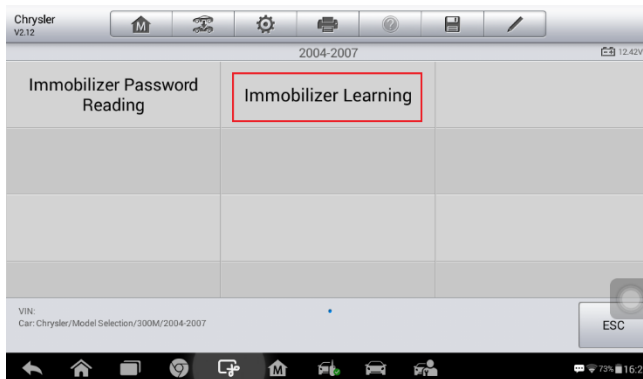 Chrysler
V2.12
2004-2007
12.42V
Immobilizer Password
Reading
Immobilizer Learning
VIN:
Car: Chrysler/Model Selection/300M/2004-2007
ESC
73%